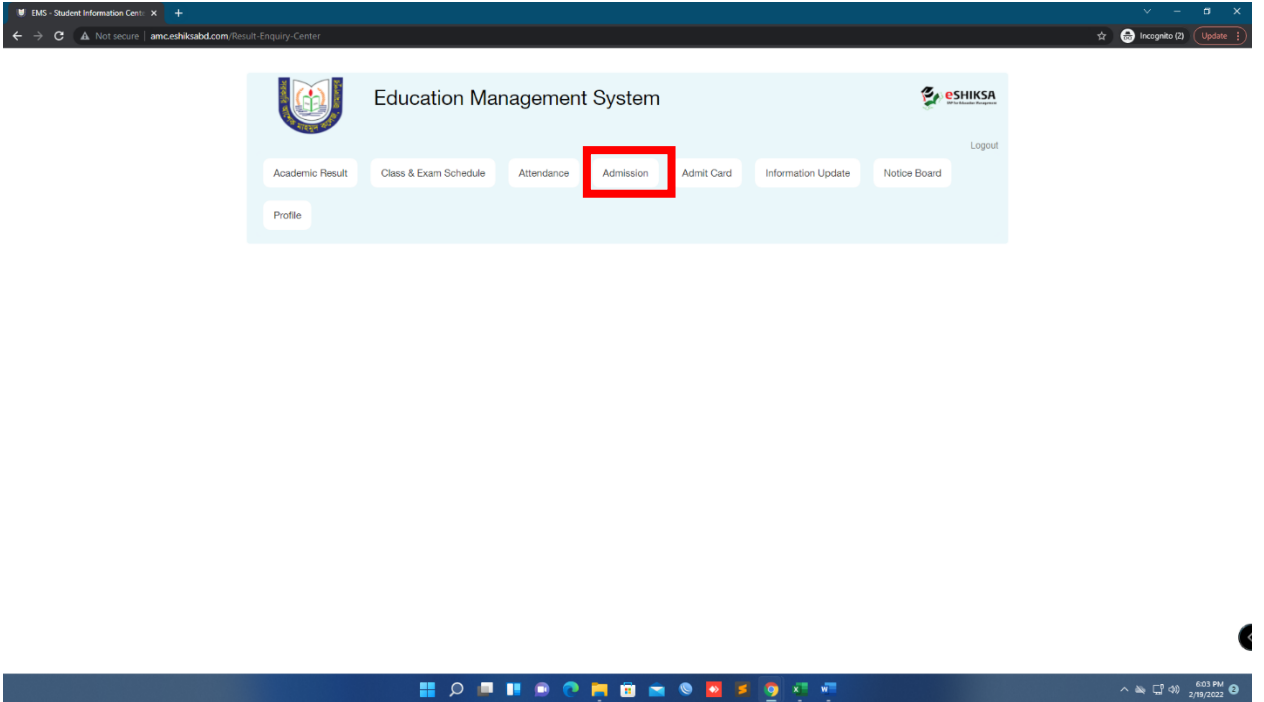 EMS - Student Information Cente
Not secure | amc.eshiksabd.com/Result-Enquiry-Center
Incognito (2)
Update
Education Management System
eSHIKSA
Logout
Academic Result
Class & Exam Schedule
Attendance
Admission
Admit Card
Information Update
Notice Board
Profile
6:03 PM
2/19/2022
2